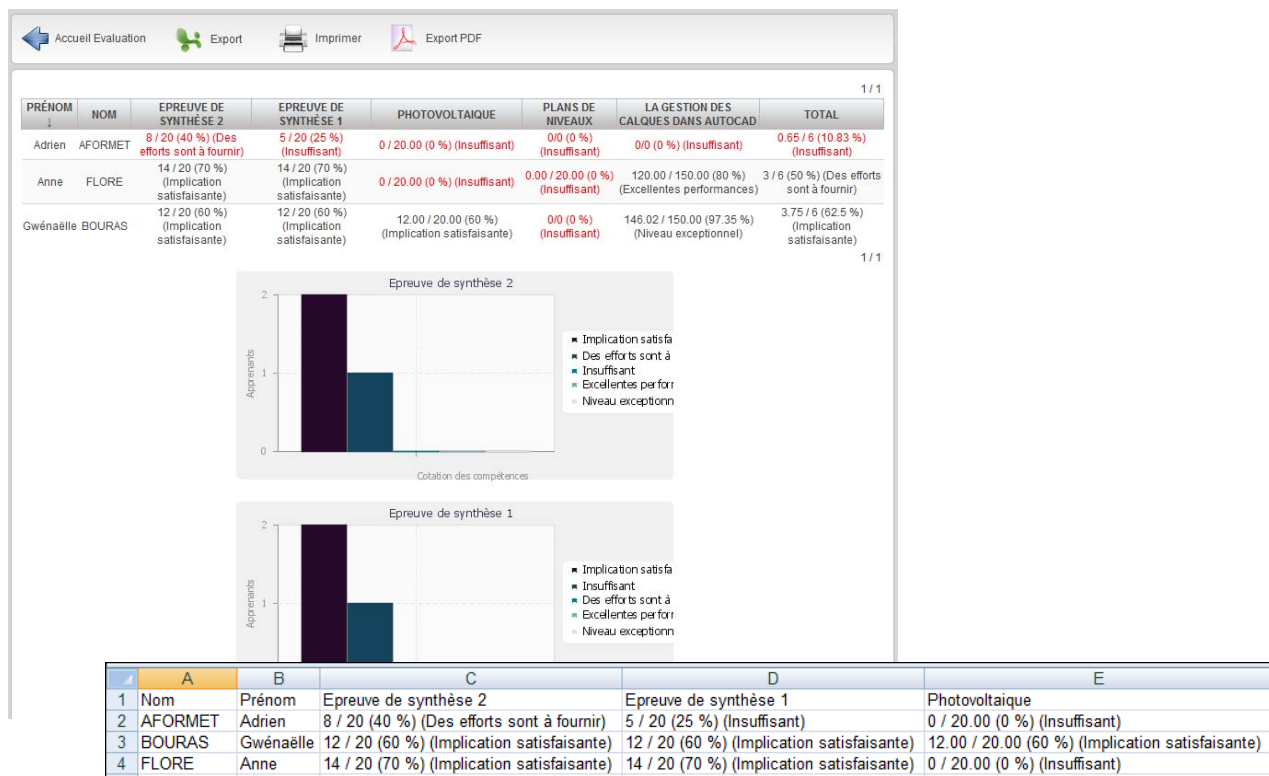 Accueil Evaluation Export Imprimer Export PDF
1 / 1
PRÉNOM ↓ NOM EPREUVE DE SYNTHÈSE 2 EPREUVE DE SYNTHÈSE 1 PHOTOVOLTAIQUE PLANS DE NIVEAUX LA GESTION DES CALQUES DANS AUTOCAD TOTAL
Adrien AFORMET 8 / 20 (40 %) (Des efforts sont à fournir) 5 / 20 (25 %) (Insuffisant) 0 / 20.00 (0 %) (Insuffisant) 0/0 (0 %) (Insuffisant) 0/0 (0 %) (Insuffisant) 0.65 / 6 (10.83 %) (Insuffisant)
Anne FLORE 14 / 20 (70 %) (Implication satisfaisante) 14 / 20 (70 %) (Implication satisfaisante) 0 / 20.00 (0 %) (Insuffisant) 0.00 / 20.00 (0 %) (Insuffisant) 120.00 / 150.00 (80 %) (Excellentes performances) 3 / 6 (50 %) (Des efforts sont à fournir)
Gwénaëlle BOURAS 12 / 20 (60 %) (Implication satisfaisante) 12 / 20 (60 %) (Implication satisfaisante) 12.00 / 20.00 (60 %) (Implication satisfaisante) 0/0 (0 %) (Insuffisant) 146.02 / 150.00 (97.35 %) (Niveau exceptionnel) 3.75 / 6 (62.5 %) (Implication satisfaisante)
1 / 1
Epreuve de synthèse 2
2
1
0
Apprenants
Cotation des compétences
Implication satisfa
Des efforts sont à
Insuffisant
Excellentes perfor
Niveau exceptionn
Epreuve de synthèse 1
2
1
Apprenants
Implication satisfa
Insuffisant
Des efforts sont à
Excellentes perfor
Niveau exceptionn
A B C D E
1 Nom Prénom Epreuve de synthèse 2 Epreuve de synthèse 1 Photovoltaique
2 AFORMET Adrien 8 / 20 (40 %) (Des efforts sont à fournir) 5 / 20 (25 %) (Insuffisant) 0 / 20.00 (0 %) (Insuffisant)
3 BOURAS Gwénaëlle 12 / 20 (60 %) (Implication satisfaisante) 12 / 20 (60 %) (Implication satisfaisante) 12.00 / 20.00 (60 %) (Implication satisfaisante)
4 FLORE Anne 14 / 20 (70 %) (Implication satisfaisante) 14 / 20 (70 %) (Implication satisfaisante) 0 / 20.00 (0 %) (Insuffisant)